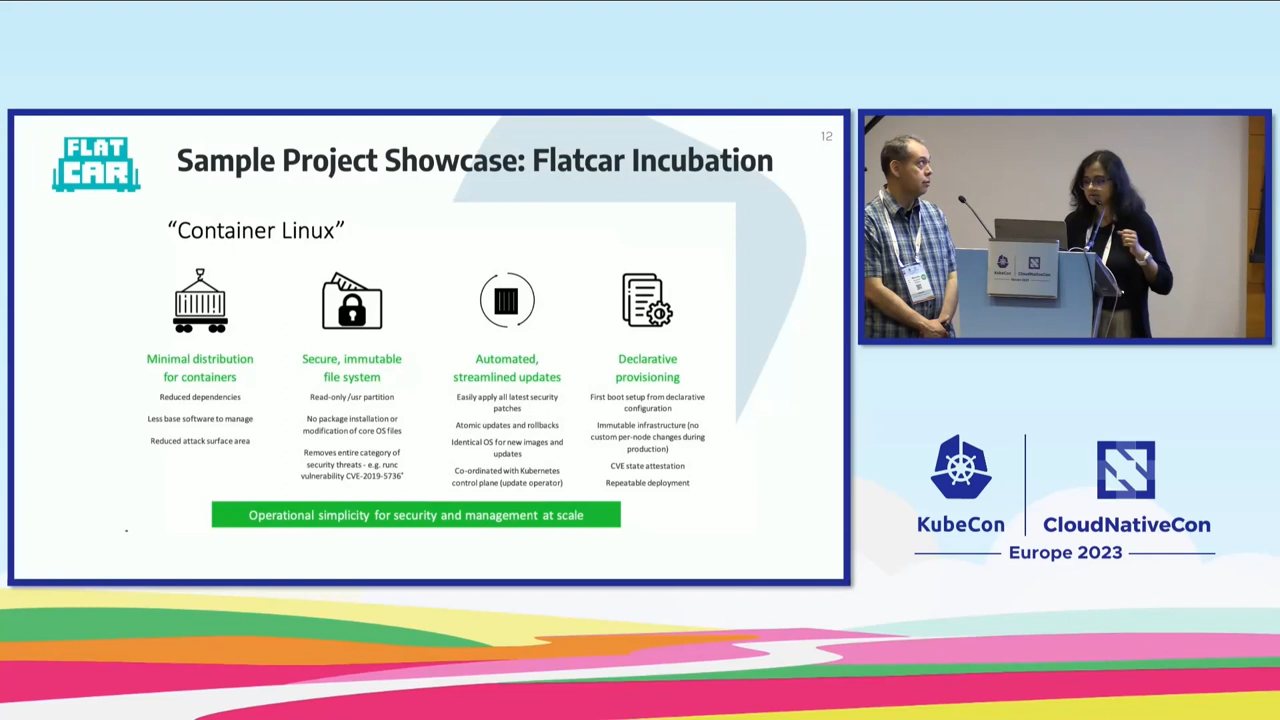 FLAT
CAR
Sample Project Showcase: Flatcar Incubation
12
“Container Linux”
Minimal distribution
for containers
Reduced dependencies
Less base software to manage
Reduced attack surface area
Secure, immutable
file system
Read-only /usr partition
No package installation or
modification of core OS files
Removes entire category of
security threats - e.g. runc
vulnerability CVE-2019-5736*
Automated,
streamlined updates
Easily apply all latest security
patches
Atomic updates and rollbacks
Identical OS for new images and
updates
Co-ordinated with Kubernetes
control plane (update operator)
Declarative
provisioning
First boot setup from declarative
configuration
Immutable infrastructure (no
custom per-node changes during
production)
CVE state attestation
Repeatable deployment
Operational simplicity for security and management at scale
KubeCon
CloudNativeCon
KubeCon
CloudNativeCon
Europe 2023